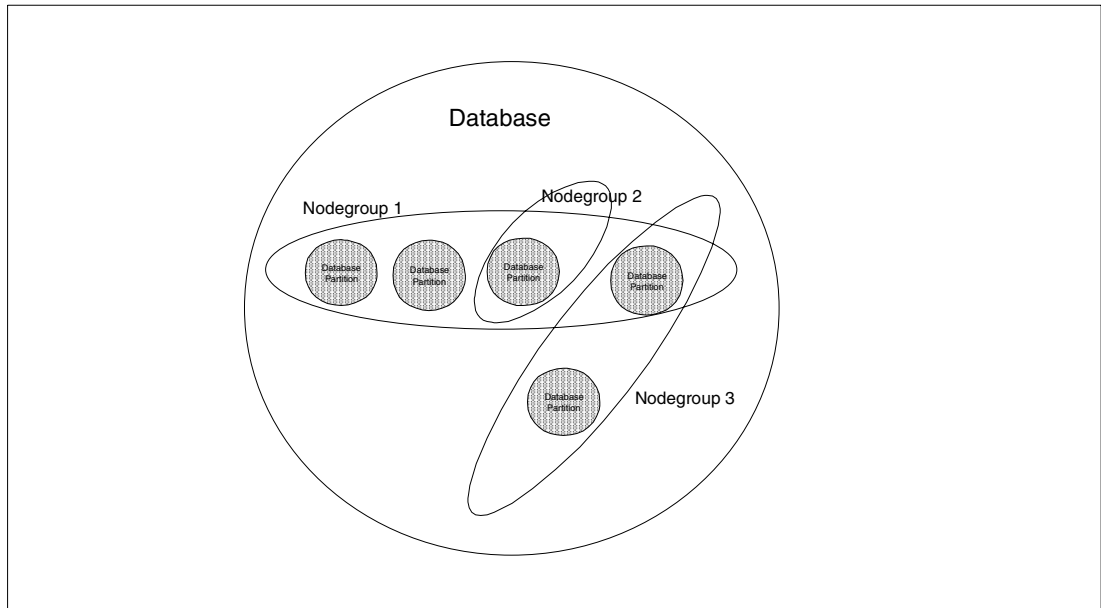 Database
Nodegroup 2
Nodegroup 1
Database
Partition
Database
Partition
Database
Partition
Database
Partition
Database
Partition
Nodegroup 3